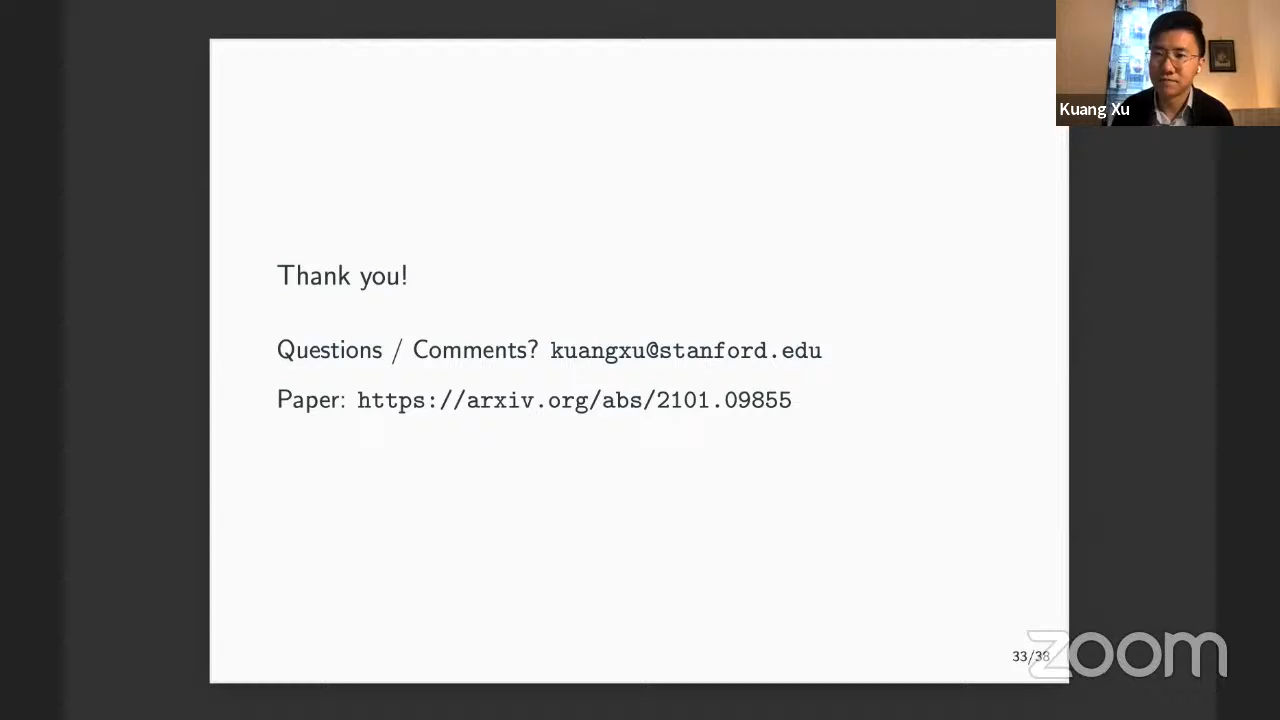 Kuang Xu
Thank you!
Questions / Comments? kuangxu@stanford.edu
Paper: https://arxiv.org/abs/2101.09855
33/38
zoom